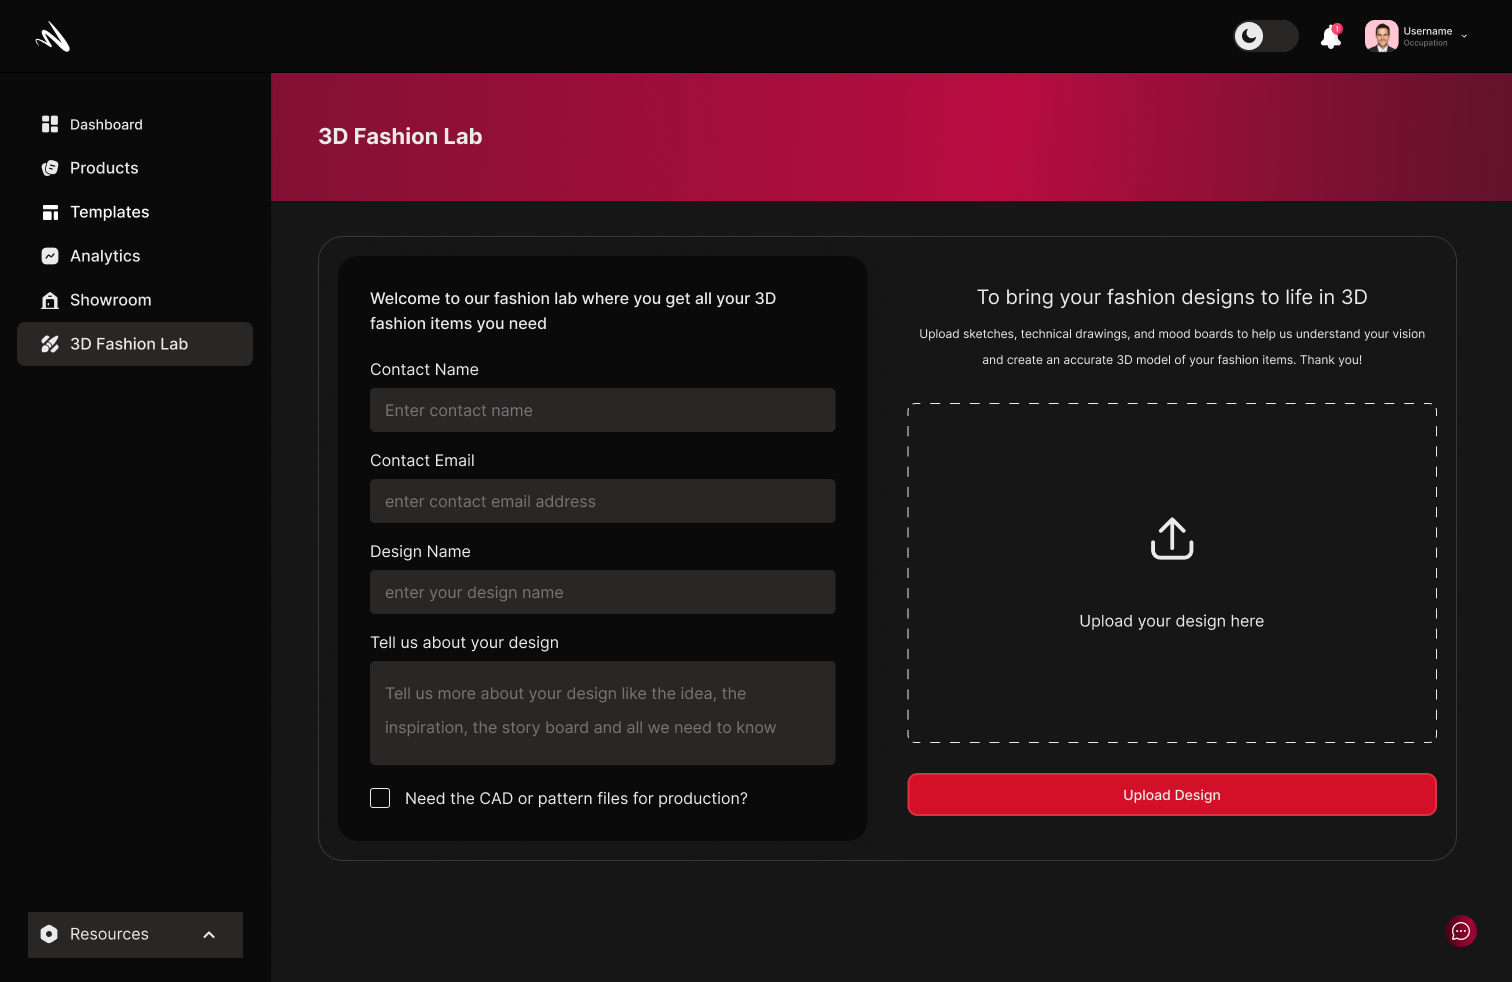 1
Username
Occupation
Dashboard
Products
Templates
Analytics
Showroom
3D Fashion Lab
Resources
3D Fashion Lab
Welcome to our fashion lab where you get all your 3D
fashion items you need
Contact Name
Enter contact name
Contact Email
enter contact email address
Design Name
enter your design name
Tell us about your design
Tell us more about your design like the idea, the
inspiration, the story board and all we need to know
Need the CAD or pattern files for production?
To bring your fashion designs to life in 3D
Upload sketches, technical drawings, and mood boards to help us understand your vision
and create an accurate 3D model of your fashion items. Thank you!
Upload your design here
Upload Design